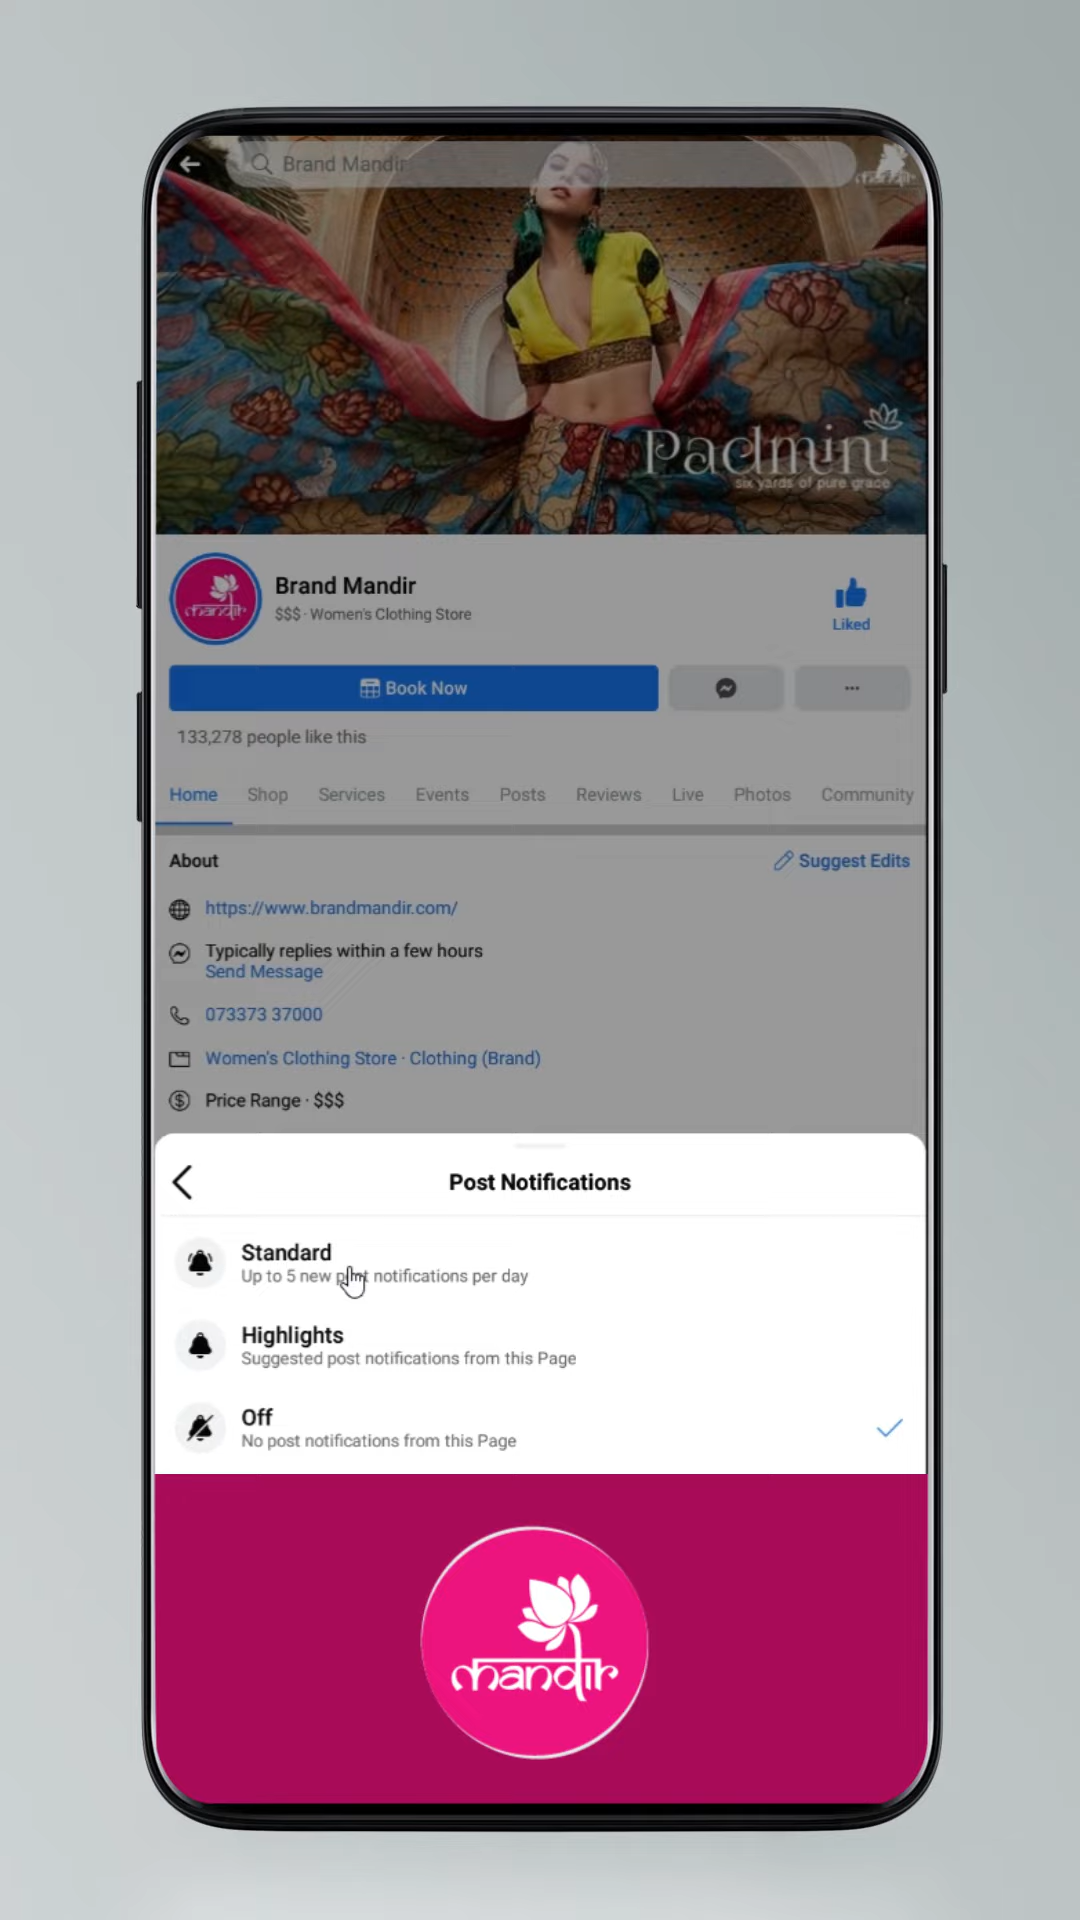 Brand Mandir
mandir
Padmini
six yards of pure grace
mandir
Brand Mandir
$$$ · Women's Clothing Store
Liked
Book Now
133,278 people like this
Home Shop Services Events Posts Reviews Live Photos Community
About
Suggest Edits
https://www.brandmandir.com/
Typically replies within a few hours
Send Message
073373 37000
Women's Clothing Store · Clothing (Brand)
Price Range · $$$
Post Notifications
Standard
Up to 5 new post notifications per day
Highlights
Suggested post notifications from this Page
Off
No post notifications from this Page
mandir